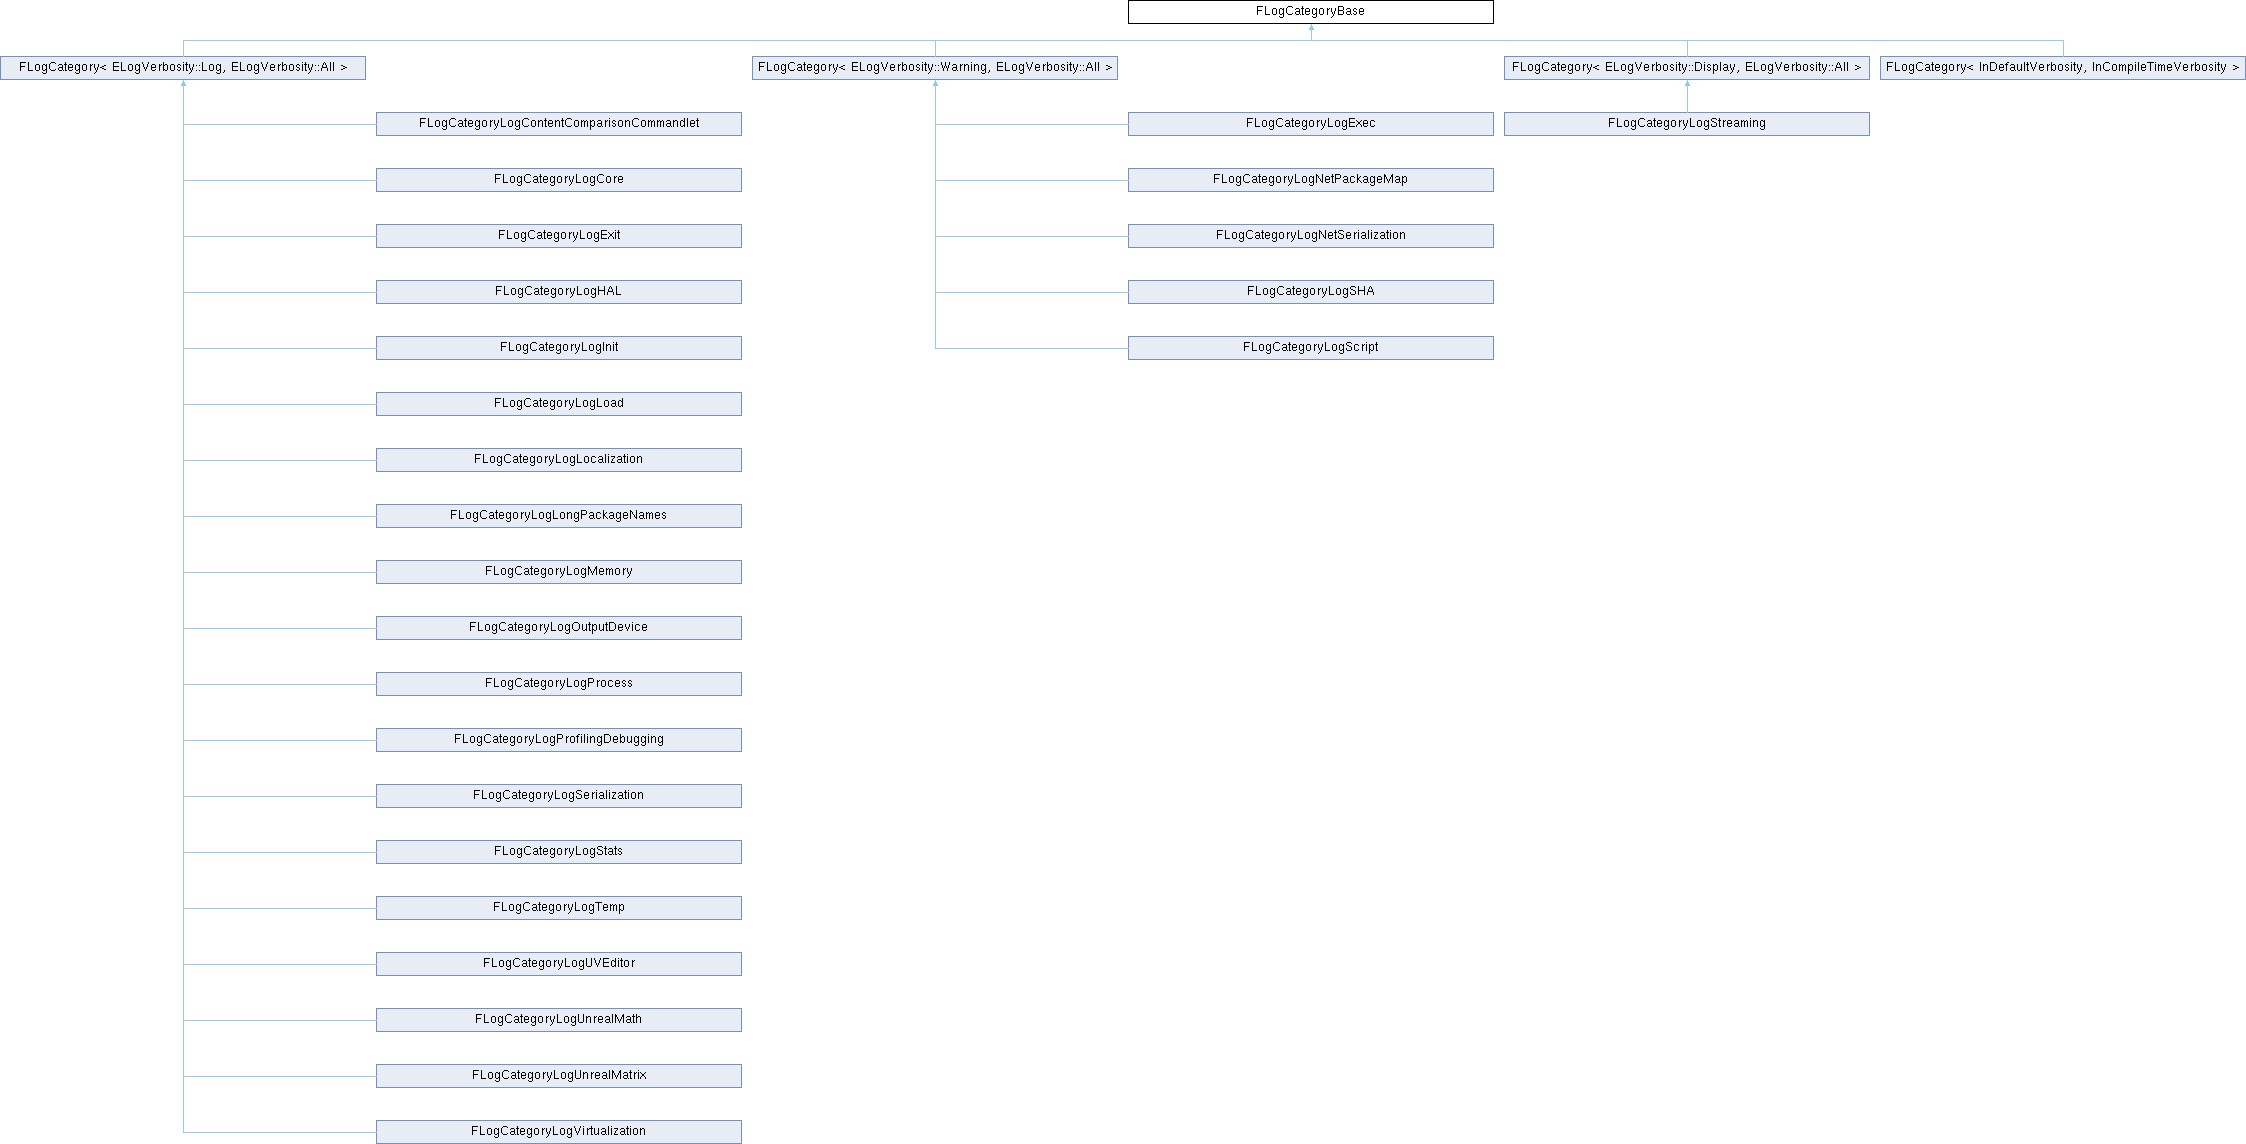 FLogCategoryBase
FLogCategory< ELogVerbosity::Log, ELogVerbosity::All >
FLogCategory< ELogVerbosity::Warning, ELogVerbosity::All >
FLogCategory< ELogVerbosity::Display, ELogVerbosity::All >
FLogCategory< InDefaultVerbosity, InCompileTimeVerbosity >
FLogCategoryLogContentComparisonCommandlet
FLogCategoryLogCore
FLogCategoryLogExit
FLogCategoryLogHAL
FLogCategoryLogInit
FLogCategoryLogLoad
FLogCategoryLogLocalization
FLogCategoryLogLongPackageNames
FLogCategoryLogMemory
FLogCategoryLogOutputDevice
FLogCategoryLogProcess
FLogCategoryLogProfilingDebugging
FLogCategoryLogSerialization
FLogCategoryLogStats
FLogCategoryLogTemp
FLogCategoryLogUVEditor
FLogCategoryLogUnrealMath
FLogCategoryLogUnrealMatrix
FLogCategoryLogVirtualization
FLogCategoryLogExec
FLogCategoryLogNetPackageMap
FLogCategoryLogNetSerialization
FLogCategoryLogSHA
FLogCategoryLogScript
FLogCategoryLogStreaming